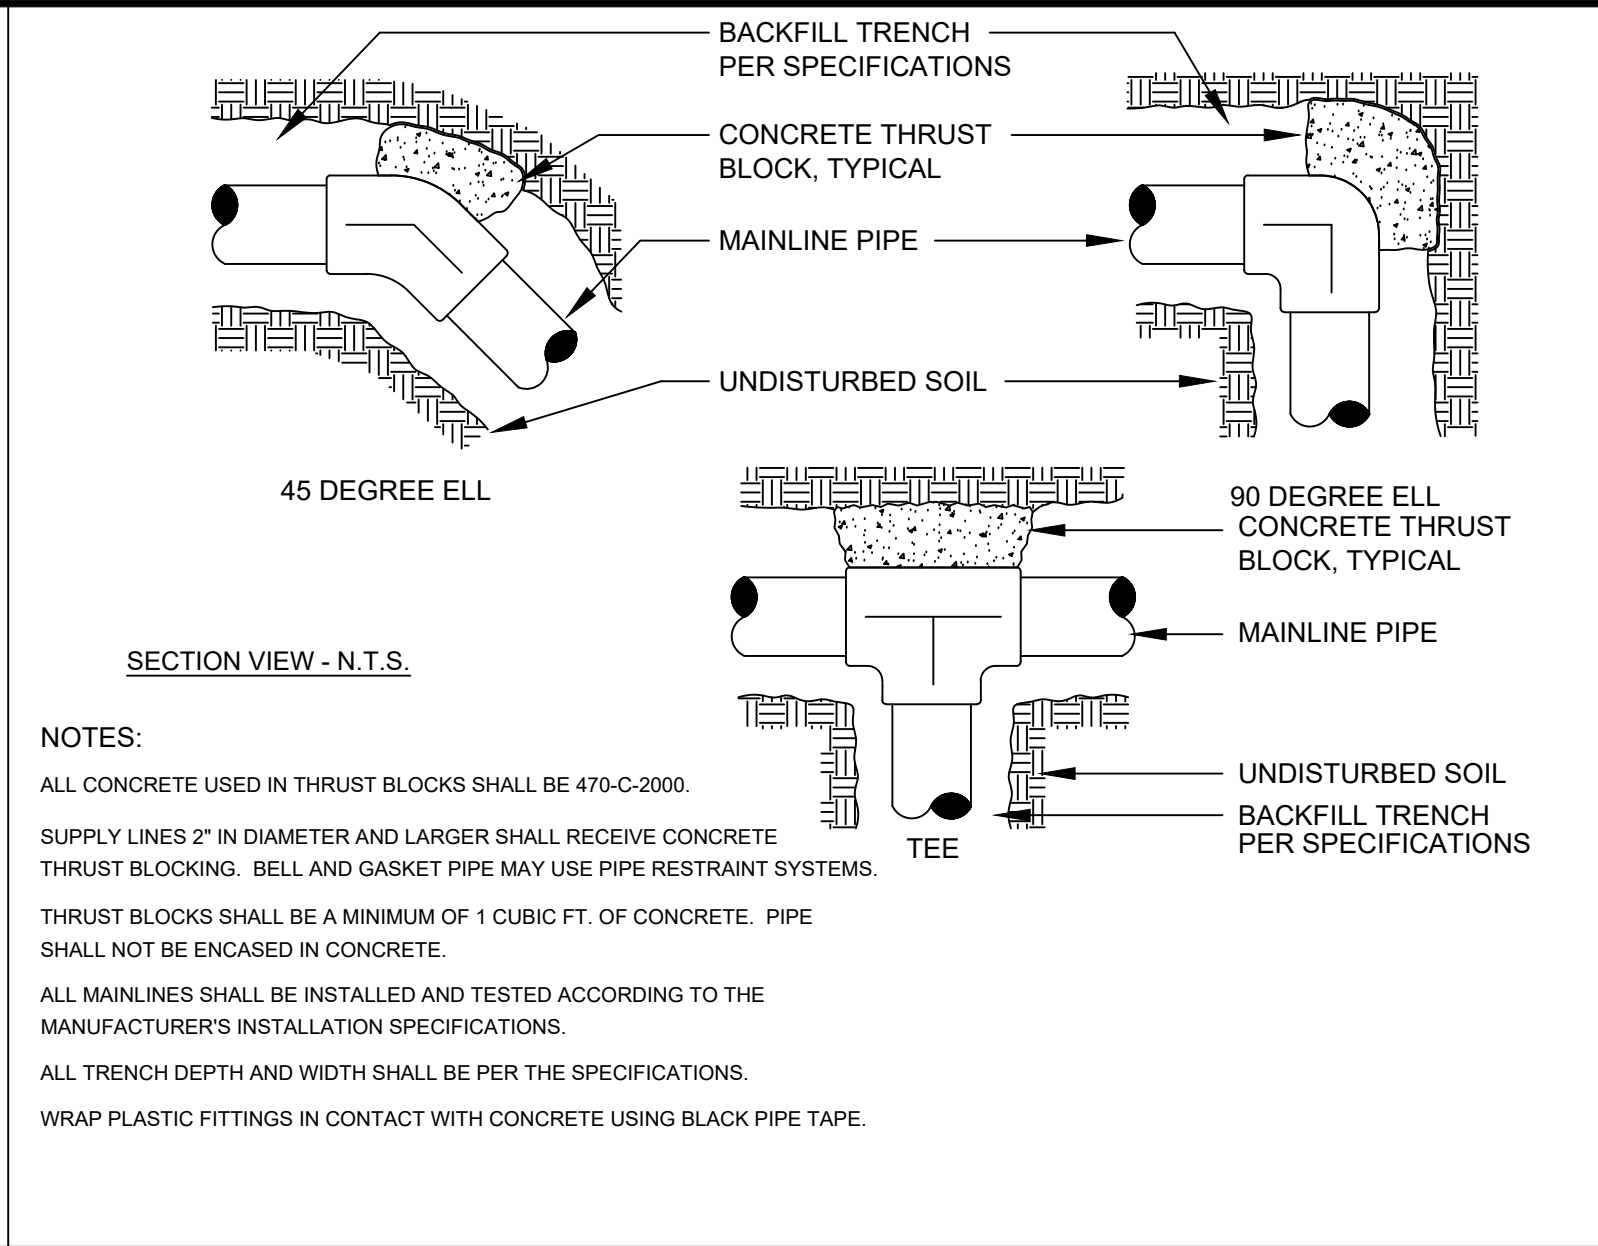 BACKFILL TRENCH
PER SPECIFICATIONS
CONCRETE THRUST
BLOCK, TYPICAL
MAINLINE PIPE
UNDISTURBED SOIL
45 DEGREE ELL
90 DEGREE ELL
CONCRETE THRUST
BLOCK, TYPICAL
MAINLINE PIPE
UNDISTURBED SOIL
BACKFILL TRENCH
PER SPECIFICATIONS
TEE
SECTION VIEW - N.T.S.
NOTES:
ALL CONCRETE USED IN THRUST BLOCKS SHALL BE 470-C-2000.
SUPPLY LINES 2" IN DIAMETER AND LARGER SHALL RECEIVE CONCRETE
THRUST BLOCKING.  BELL AND GASKET PIPE MAY USE PIPE RESTRAINT SYSTEMS.
THRUST BLOCKS SHALL BE A MINIMUM OF 1 CUBIC FT. OF CONCRETE.  PIPE
SHALL NOT BE ENCASED IN CONCRETE.
ALL MAINLINES SHALL BE INSTALLED AND TESTED ACCORDING TO THE
MANUFACTURER'S INSTALLATION SPECIFICATIONS.
ALL TRENCH DEPTH AND WIDTH SHALL BE PER THE SPECIFICATIONS.
WRAP PLASTIC FITTINGS IN CONTACT WITH CONCRETE USING BLACK PIPE TAPE.